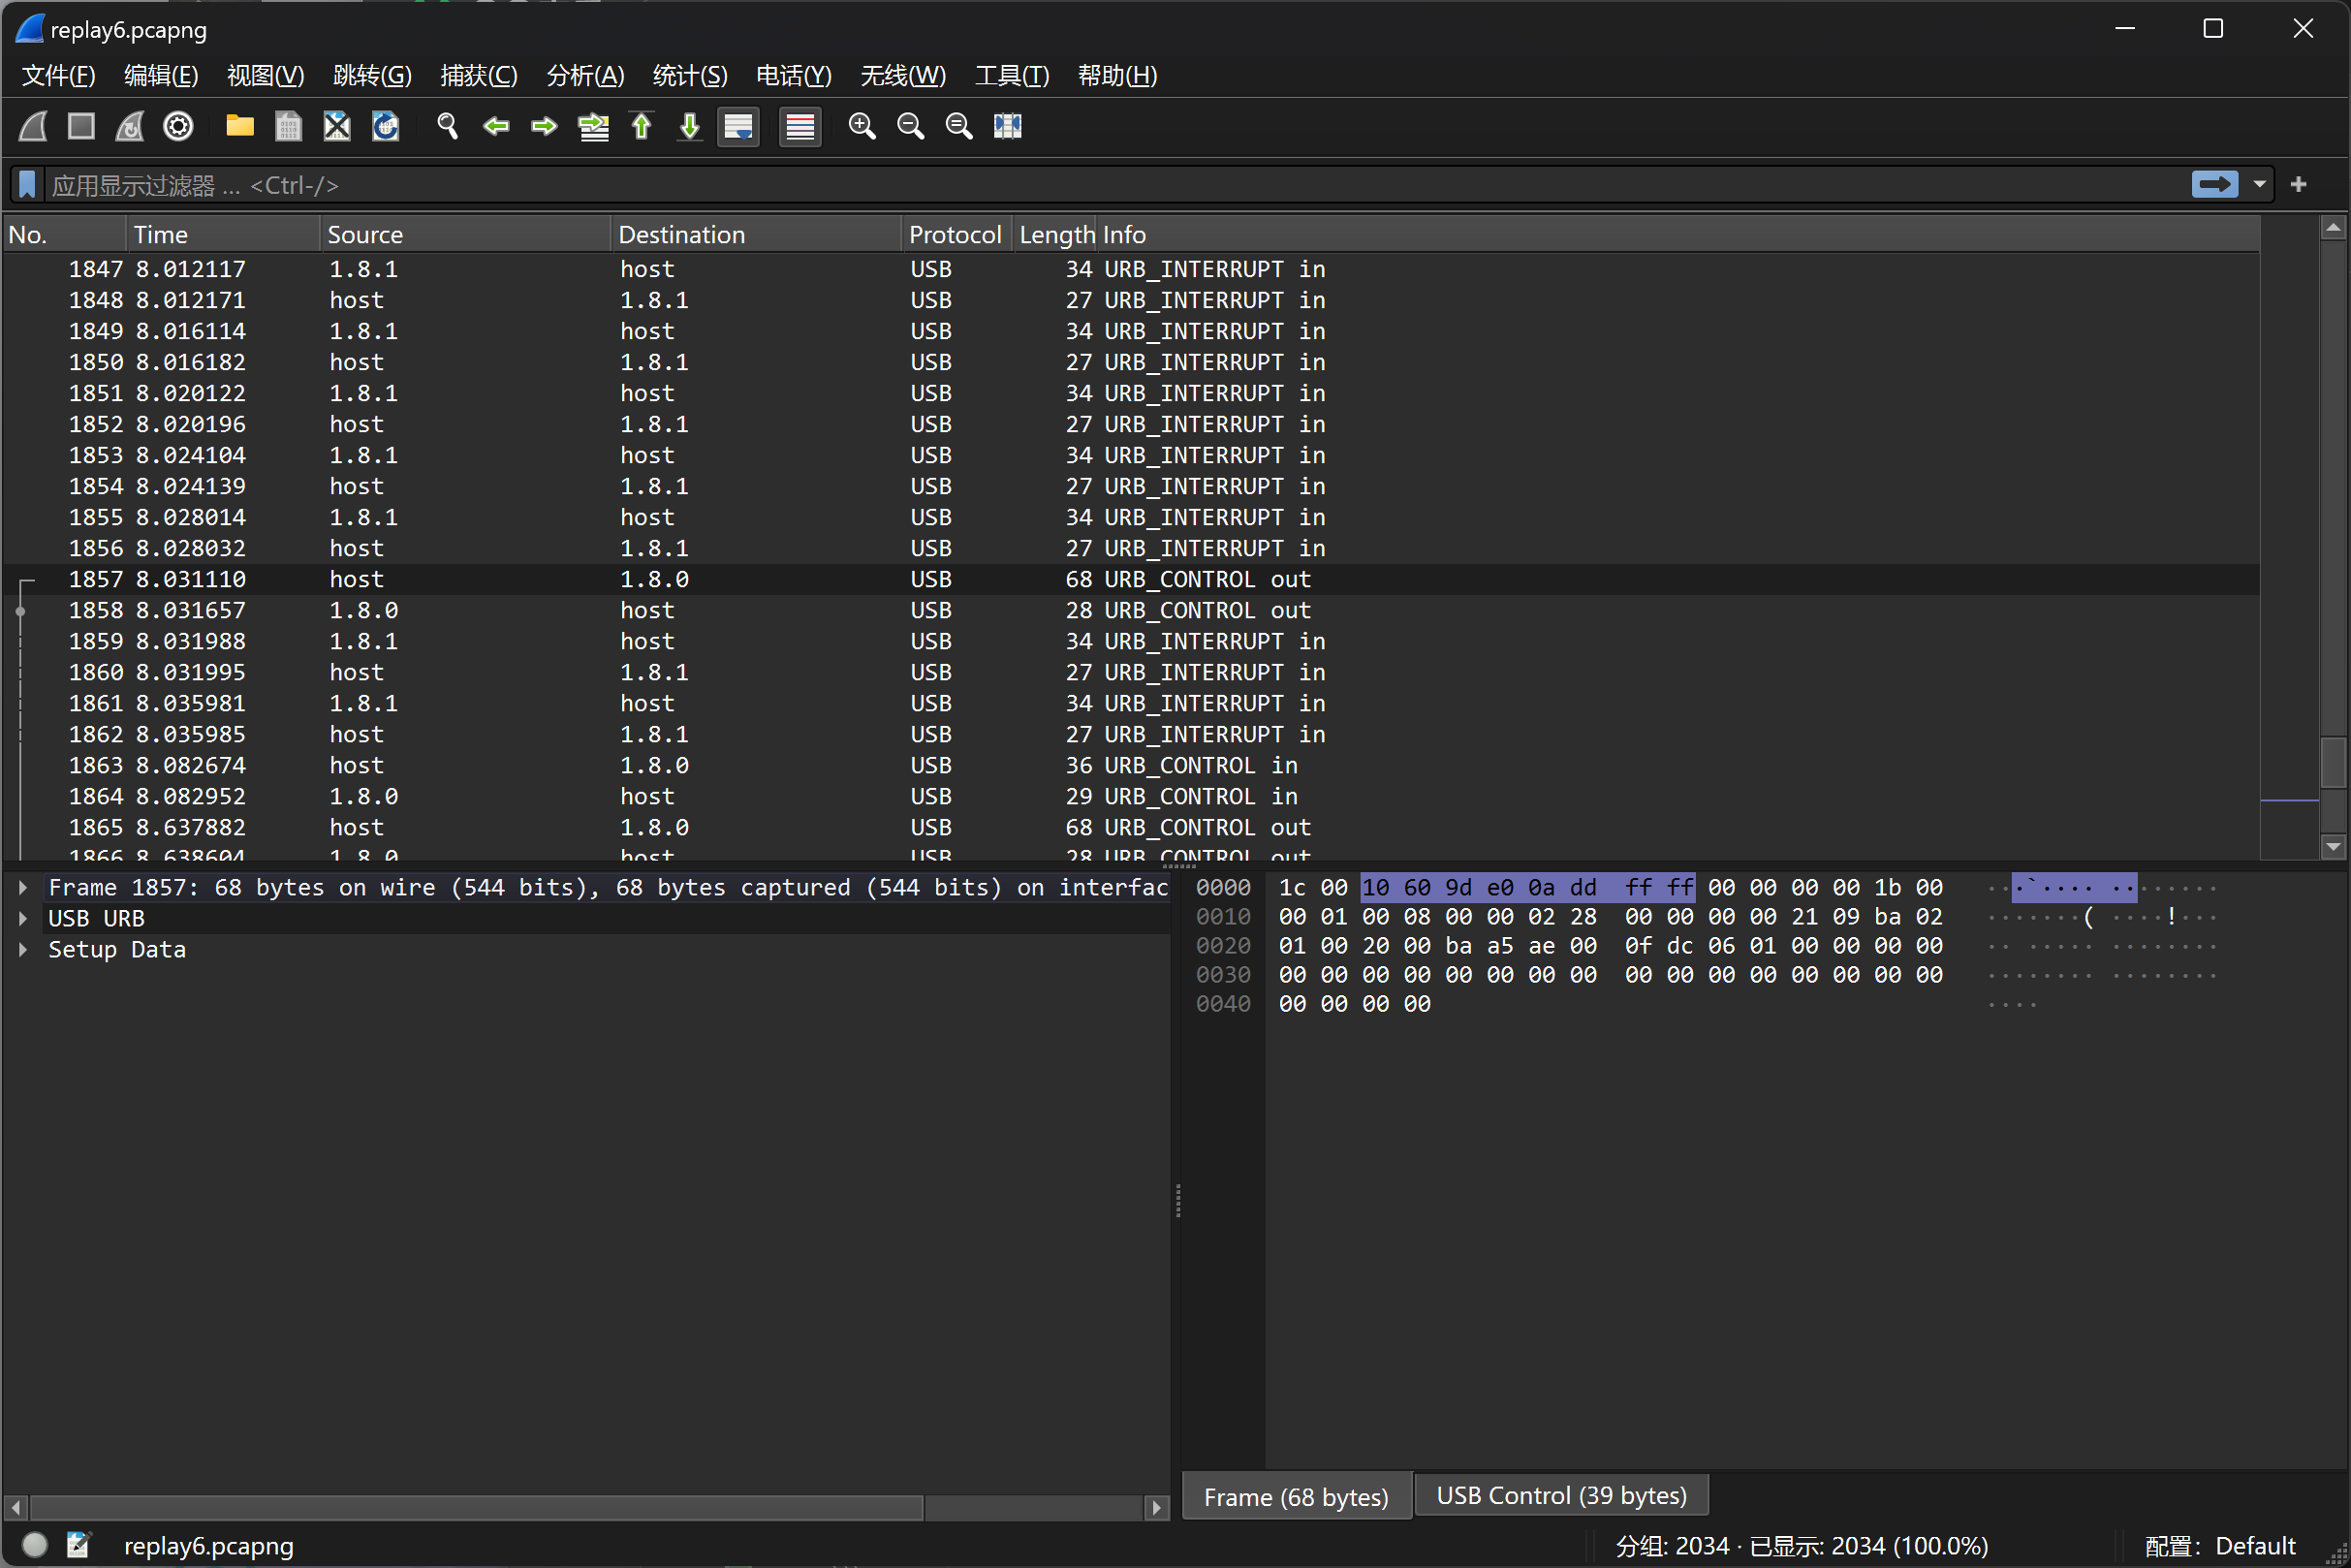 replay6.pcapng
文件(F) 编辑(E) 视图(V) 跳转(G) 捕获(C) 分析(A) 统计(S) 电话(Y) 无线(W) 工具(T) 帮助(H)
应用显示过滤器 … <Ctrl-/>
No. Time Source Destination Protocol Length Info
1847 8.012117 1.8.1 host USB 34 URB_INTERRUPT in
1848 8.012171 host 1.8.1 USB 27 URB_INTERRUPT in
1849 8.016114 1.8.1 host USB 34 URB_INTERRUPT in
1850 8.016182 host 1.8.1 USB 27 URB_INTERRUPT in
1851 8.020122 1.8.1 host USB 34 URB_INTERRUPT in
1852 8.020196 host 1.8.1 USB 27 URB_INTERRUPT in
1853 8.024104 1.8.1 host USB 34 URB_INTERRUPT in
1854 8.024139 host 1.8.1 USB 27 URB_INTERRUPT in
1855 8.028014 1.8.1 host USB 34 URB_INTERRUPT in
1856 8.028032 host 1.8.1 USB 27 URB_INTERRUPT in
1857 8.031110 host 1.8.0 USB 68 URB_CONTROL out
1858 8.031657 1.8.0 host USB 28 URB_CONTROL out
1859 8.031988 1.8.1 host USB 34 URB_INTERRUPT in
1860 8.031995 host 1.8.1 USB 27 URB_INTERRUPT in
1861 8.035981 1.8.1 host USB 34 URB_INTERRUPT in
1862 8.035985 host 1.8.1 USB 27 URB_INTERRUPT in
1863 8.082674 host 1.8.0 USB 36 URB_CONTROL in
1864 8.082952 1.8.0 host USB 29 URB_CONTROL in
1865 8.637882 host 1.8.0 USB 68 URB_CONTROL out
1866 8.638604 1.8.0 host USB 28 URB_CONTROL out
Frame 1857: 68 bytes on wire (544 bits), 68 bytes captured (544 bits) on interfac
USB URB
Setup Data
0000 1c 00 10 60 9d e0 0a dd ff ff 00 00 00 00 1b 00 ···`···· ········
0010 00 01 00 08 00 00 02 28 00 00 00 00 21 09 ba 02 ·······( ····!···
0020 01 00 20 00 ba a5 ae 00 0f dc 06 01 00 00 00 00 ·· ····· ········
0030 00 00 00 00 00 00 00 00 00 00 00 00 00 00 00 00 ········ ········
0040 00 00 00 00 ····
Frame (68 bytes) USB Control (39 bytes)
replay6.pcapng 分组: 2034 · 已显示: 2034 (100.0%) 配置: Default